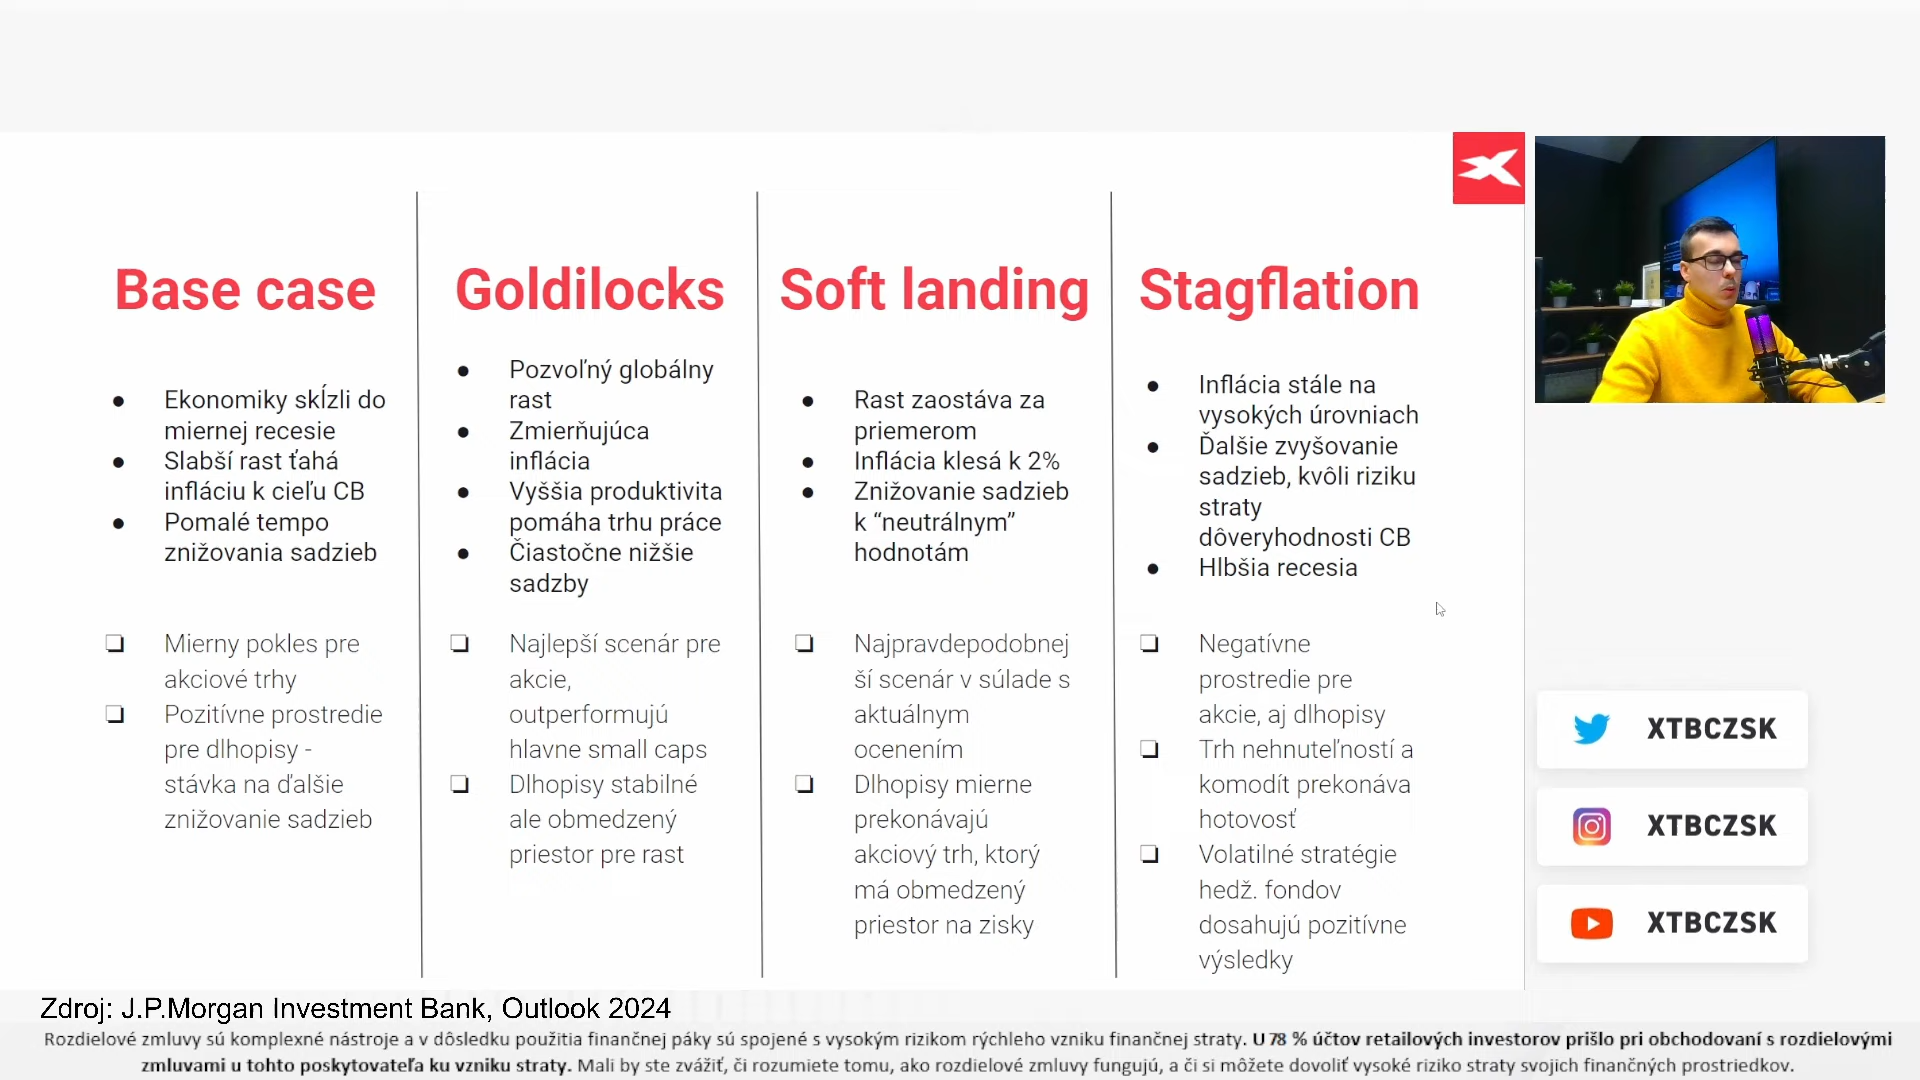 Base case
Ekonomiky skĺzli do
miernej recesie
Slabší rast ťahá
infláciu k cieľu CB
Pomalé tempo
znižovania sadzieb
Mierny pokles pre
akciové trhy
Pozitívne prostredie
pre dlhopisy -
stávka na ďalšie
znižovanie sadzieb
Goldilocks
Pozvoľný globálny
rast
Zmierňujúca
inflácia
Vyššia produktivita
pomáha trhu práce
Čiastočne nižšie
sadzby
Najlepší scenár pre
akcie,
outperformujú
hlavne small caps
Dlhopisy stabilné
ale obmedzený
priestor pre rast
Soft landing
Rast zaostáva za
priemerom
Inflácia klesá k 2%
Znižovanie sadzieb
k “neutrálnym”
hodnotám
Najpravdepodobnej
ší scenár v súlade s
aktuálnym
ocenením
Dlhopisy mierne
prekonávajú
akciový trh, ktorý
má obmedzený
priestor na zisky
Stagflation
Inflácia stále na
vysokých úrovniach
Ďalšie zvyšovanie
sadzieb, kvôli riziku
straty
dôveryhodnosti CB
Hlbšia recesia
Negatívne
prostredie pre
akcie, aj dlhopisy
Trh nehnuteľností a
komodít prekonáva
hotovosť
Volatilné stratégie
hedž. fondov
dosahujú pozitívne
výsledky
XTBCZSK
XTBCZSK
XTBCZSK
Zdroj: J.P.Morgan Investment Bank, Outlook 2024
Rozdielové zmluvy sú komplexné nástroje a v dôsledku použitia finančnej páky sú spojené s vysokým rizikom rýchleho vzniku finančnej straty. U 78 % účtov retailových investorov prišlo pri obchodovaní s rozdielovými
zmluvami u tohto poskytovateľa ku vzniku straty. Mali by ste zvážiť, či rozumiete tomu, ako rozdielové zmluvy fungujú, a či si môžete dovoliť vysoké riziko straty svojich finančných prostriedkov.